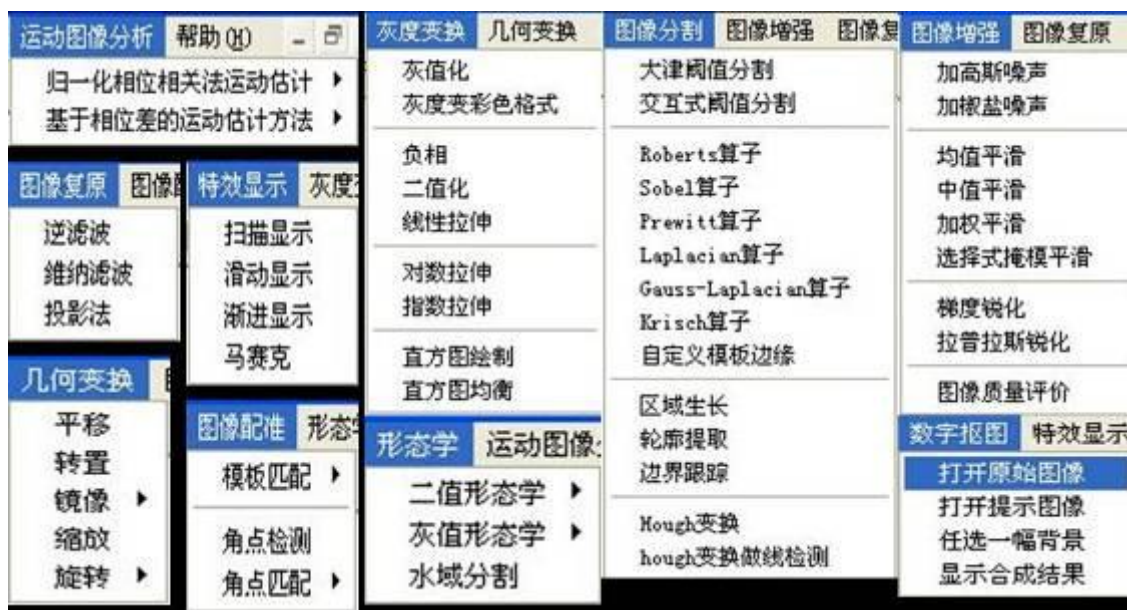 运动图像分析 帮助(H)
归一化相位相关法运动估计
基于相位差的运动估计方法
图像复原 图像配
逆滤波
维纳滤波
投影法
特效显示 灰度变
扫描显示
滑动显示
渐进显示
马赛克
几何变换
平移
转置
镜像
缩放
旋转
图像配准 形态学
模板匹配
角点检测
角点匹配
灰度变换 几何变换
灰值化
灰度变彩色格式
负相
二值化
线性拉伸
对数拉伸
指数拉伸
直方图绘制
直方图均衡
形态学 运动图像分
二值形态学
灰值形态学
水域分割
图像分割 图像增强 图像复
大津阈值分割
交互式阈值分割
Roberts算子
Sobel算子
Prewitt算子
Laplacian算子
Gauss-Laplacian算子
Krisch算子
自定义模板边缘
区域生长
轮廓提取
边界跟踪
Hough变换
hough变换做线检测
图像增强 图像复原
加高斯噪声
加椒盐噪声
均值平滑
中值平滑
加权平滑
选择式掩模平滑
梯度锐化
拉普拉斯锐化
图像质量评价
数字抠图 特效显示
打开原始图像
打开提示图像
任选一幅背景
显示合成结果